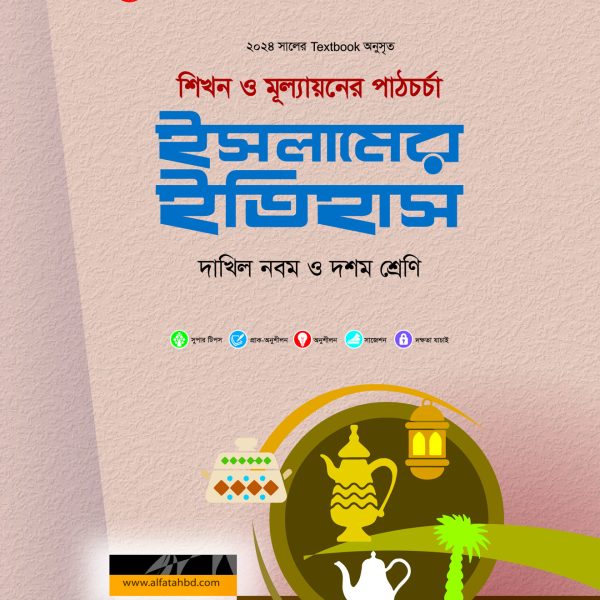 ২০২৪ সালের Textbook অনুসৃত
শিখন ও মূল্যায়নের পাঠচর্চা
ইসলামের
ইতিহাস
দাখিল নবম ও দশম শ্রেণি
সুপার টিপস প্রাক-অনুশীলন অনুশীলন সাজেশন দক্ষতা যাচাই
www.alfatahbd.com